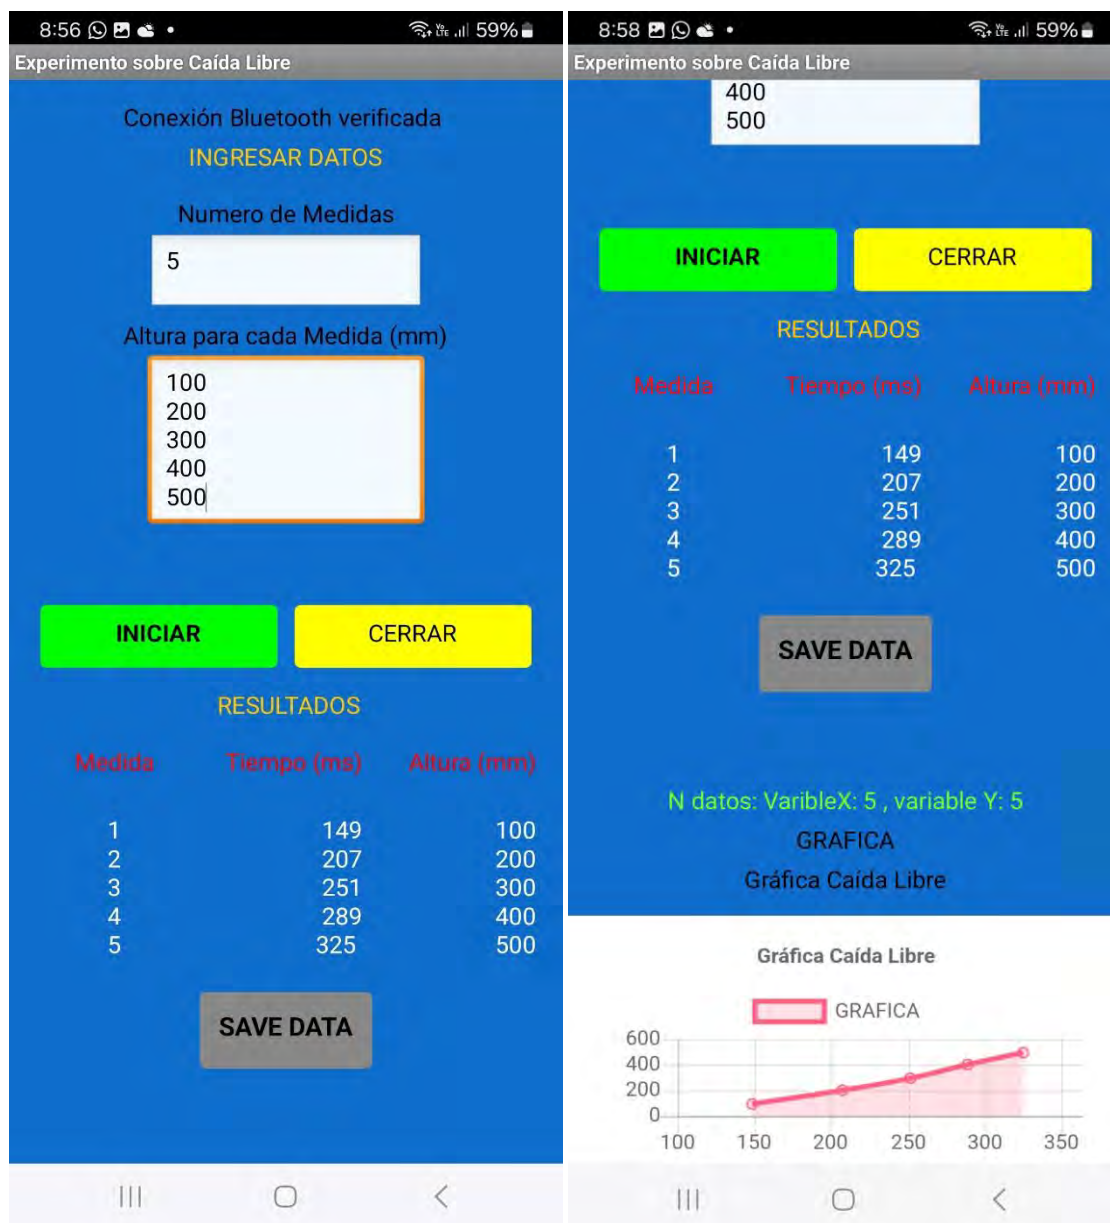 8:56
Vo
LTE
59%
Experimento sobre Caída Libre
Conexión Bluetooth verificada
INGRESAR DATOS
Numero de Medidas
5
Altura para cada Medida (mm)
100
200
300
400
500
INICIAR CERRAR
RESULTADOS
Medida Tiempo (ms) Altura (mm)
1 149 100
2 207 200
3 251 300
4 289 400
5 325 500
SAVE DATA
8:58
Vo
LTE
59%
Experimento sobre Caída Libre
400
500
INICIAR CERRAR
RESULTADOS
Medida Tiempo (ms) Altura (mm)
1 149 100
2 207 200
3 251 300
4 289 400
5 325 500
SAVE DATA
N datos: VaribleX: 5 , variable Y: 5
GRAFICA
Gráfica Caída Libre
Gráfica Caída Libre
GRAFICA
600
400
200
0
100 150 200 250 300 350